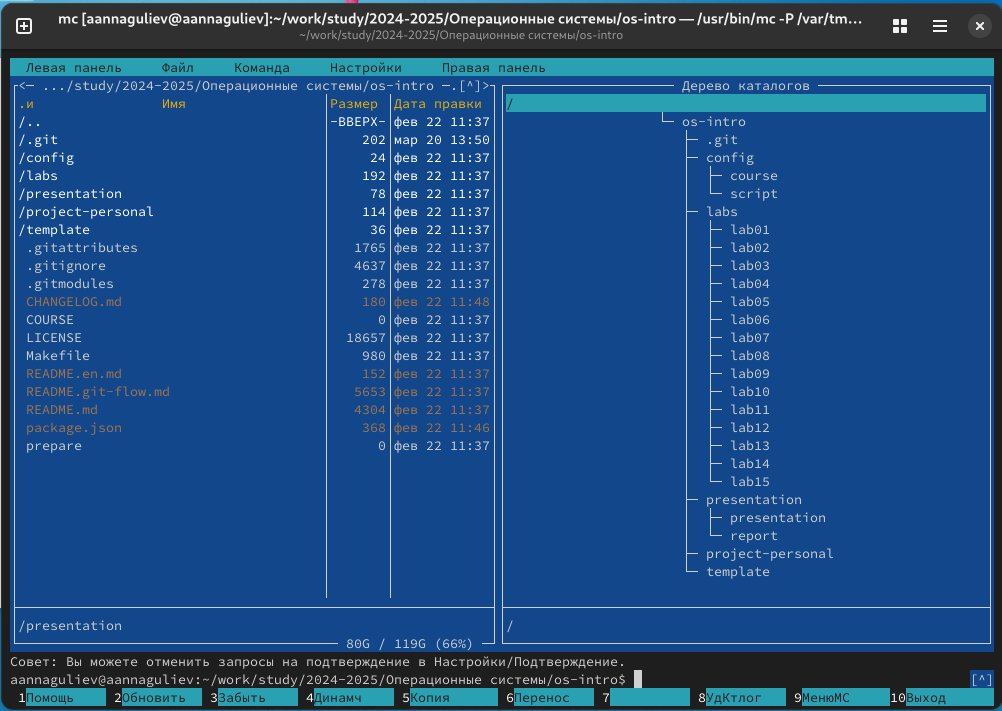 mc [aannaguliev@aannaguliev]:~/work/study/2024-2025/Операционные системы/os-intro — /usr/bin/mc -P /var/tm…
~/work/study/2024-2025/Операционные системы/os-intro
Левая панель Файл Команда Настройки Правая панель
<— .../study/2024-2025/Операционные системы/os-intro —.[^]>
.и Имя Размер Дата правки
/.. -ВВЕРХ- фев 22 11:37
/.git 202 мар 20 13:50
/config 24 фев 22 11:37
/labs 192 фев 22 11:37
/presentation 78 фев 22 11:37
/project-personal 114 фев 22 11:37
/template 36 фев 22 11:37
.gitattributes 1765 фев 22 11:37
.gitignore 4637 фев 22 11:37
.gitmodules 278 фев 22 11:37
CHANGELOG.md 180 фев 22 11:48
COURSE 0 фев 22 11:37
LICENSE 18657 фев 22 11:37
Makefile 980 фев 22 11:37
README.en.md 152 фев 22 11:37
README.git-flow.md 5653 фев 22 11:37
README.md 4304 фев 22 11:37
package.json 368 фев 22 11:46
prepare 0 фев 22 11:37
/presentation
80G / 119G (66%)
Дерево каталогов
/
os-intro
.git
config
course
script
labs
lab01
lab02
lab03
lab04
lab05
lab06
lab07
lab08
lab09
lab10
lab11
lab12
lab13
lab14
lab15
presentation
presentation
report
project-personal
template
/
Совет: Вы можете отменить запросы на подтверждение в Настройки/Подтверждение.
aannaguliev@aannaguliev:~/work/study/2024-2025/Операционные системы/os-intro$ [^]
1Помощь 2Обновить 3Забыть 4Динамч 5Копия 6Перенос 7 8УдКтлог 9МенюМС 10Выход